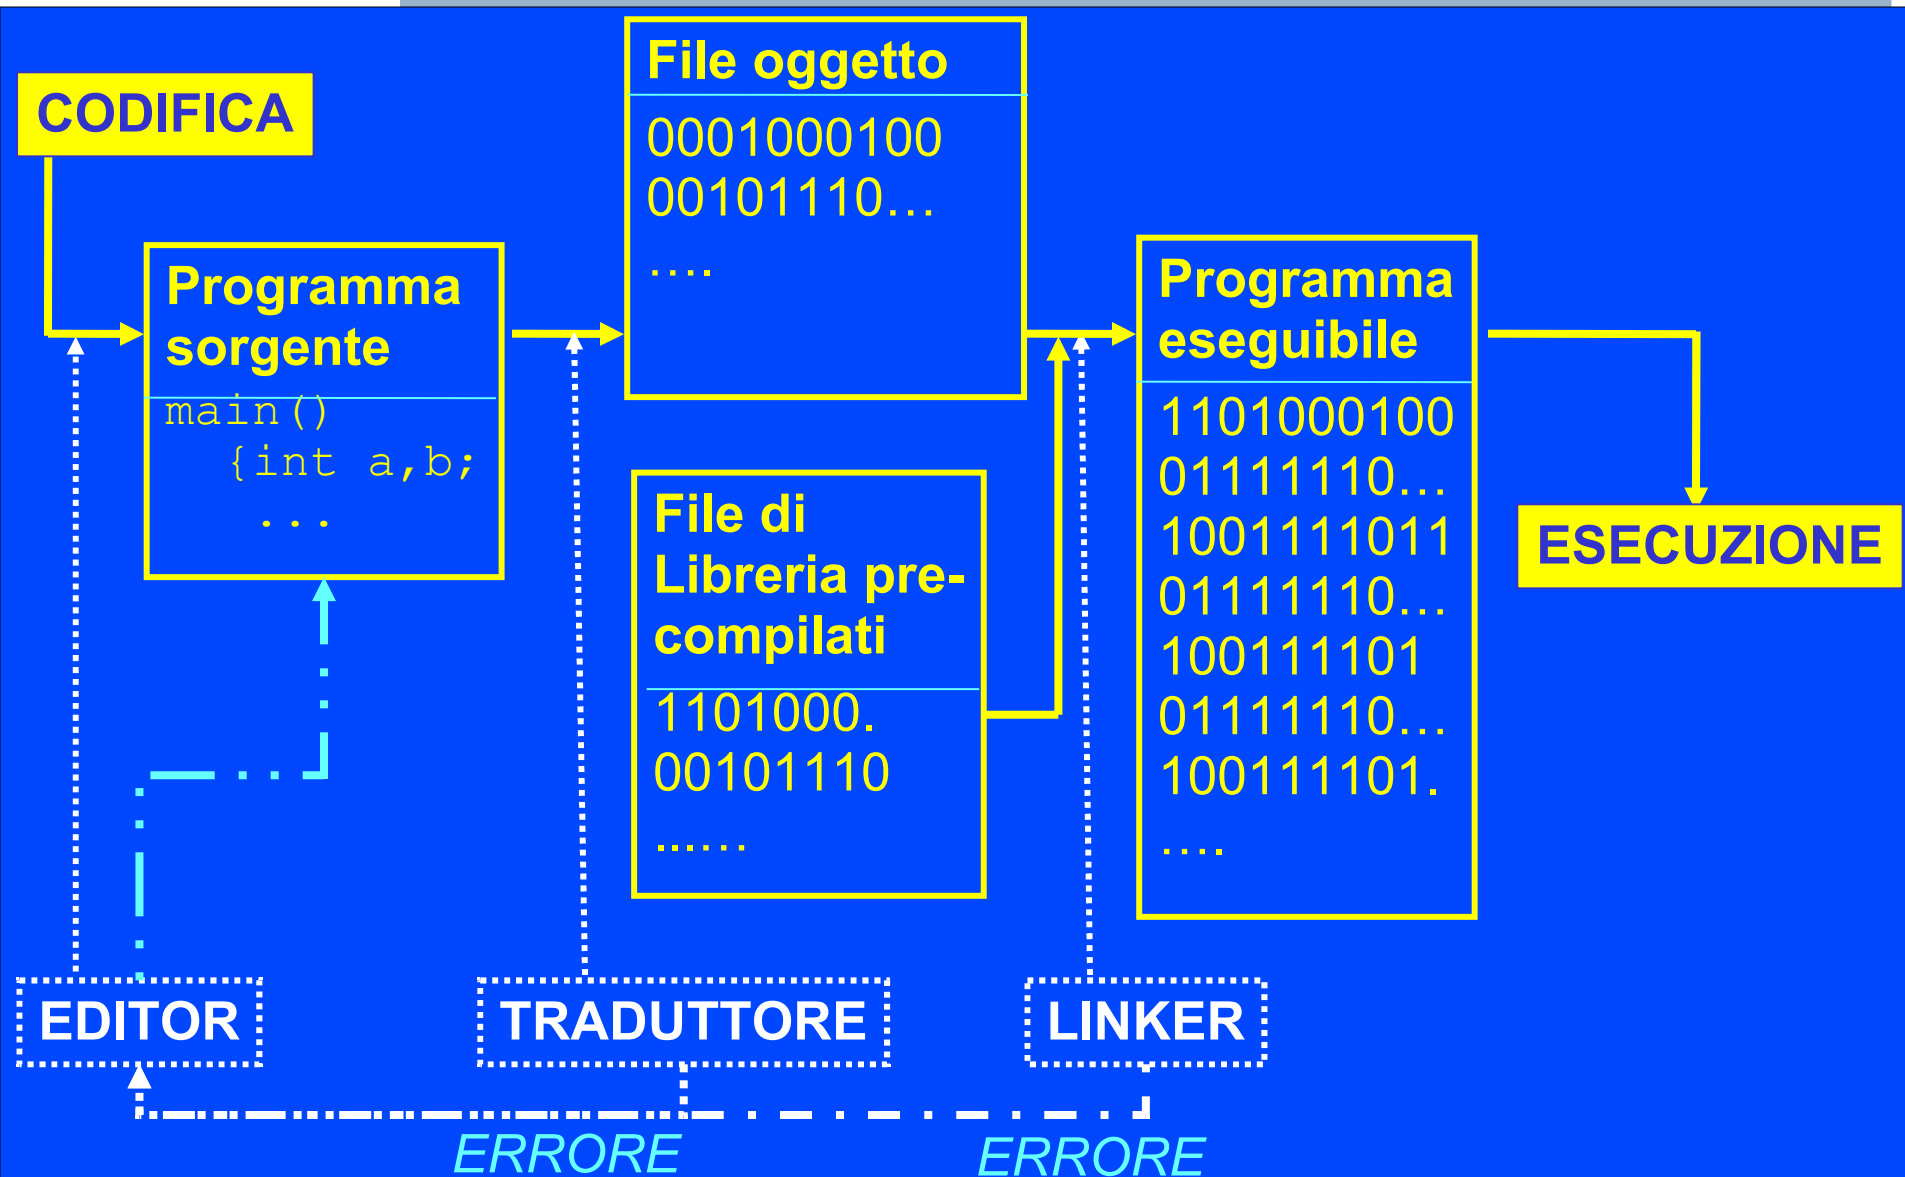 CODIFICA
Programma
sorgente
main()
{int a,b;
...
File oggetto
0001000100
00101110…
….
File di
Libreria pre-
compilati
1101000.
00101110
...…
Programma
eseguibile
1101000100
01111110…
1001111011
01111110…
100111101
01111110…
100111101.
….
ESECUZIONE
EDITOR
TRADUTTORE
LINKER
ERRORE
ERRORE